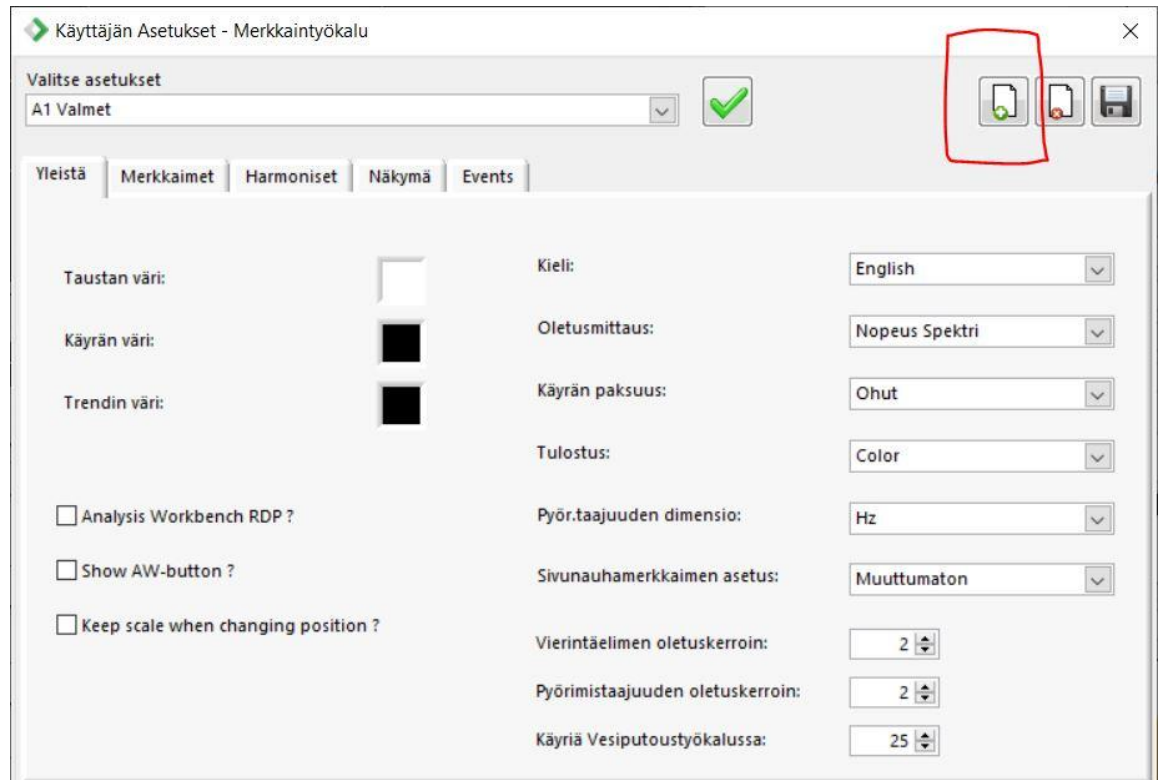 Käyttäjän Asetukset - Merkkaintyökalu
Valitse asetukset
A1 Valmet
Yleistä Merkkaimet Harmoniset Näkymä Events
Taustan väri:
Käyrän väri:
Trendin väri:
Analysis Workbench RDP ?
Show AW-button ?
Keep scale when changing position ?
Kieli: English
Oletusmittaus: Nopeus Spektri
Käyrän paksuus: Ohut
Tulostus: Color
Pyör.taajuuden dimensio: Hz
Sivunauhamerkkaimen asetus: Muuttumaton
Vierintäelimen oletuskerroin: 2
Pyörimistaajuuden oletuskerroin: 2
Käyriä Vesiputoustyökalussa: 25